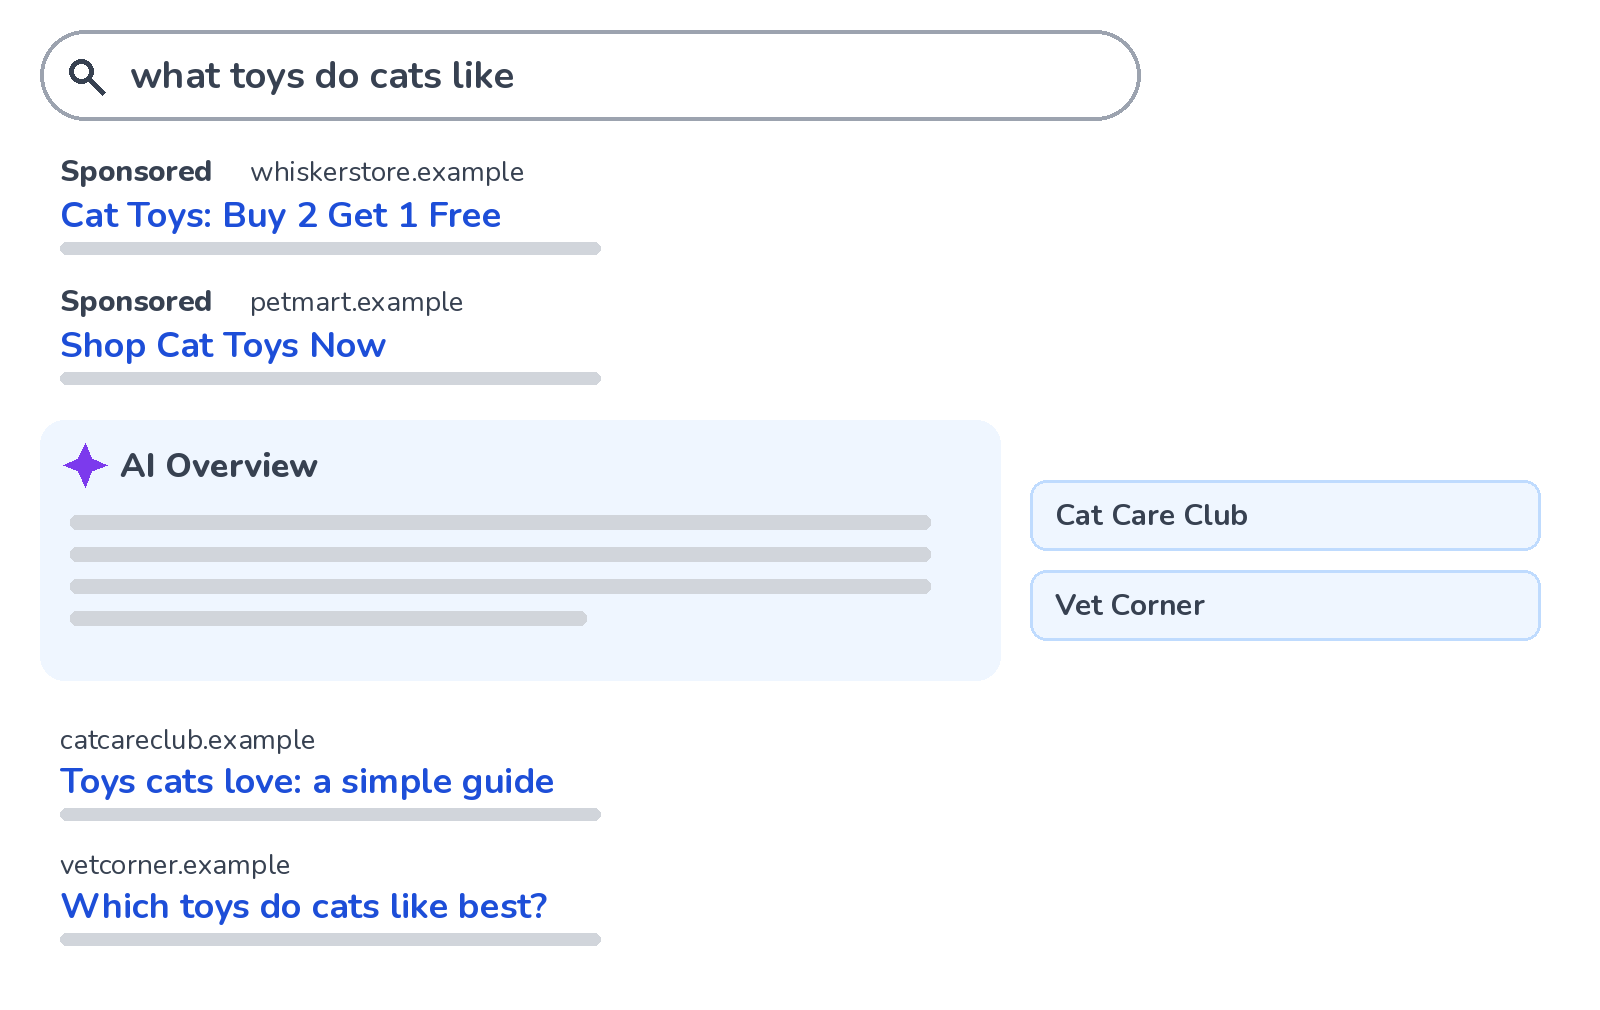 what toys do cats like
Sponsored whiskerstore.example
Cat Toys: Buy 2 Get 1 Free
Sponsored petmart.example
Shop Cat Toys Now
AI Overview
Cat Care Club
Vet Corner
catcareclub.example
Toys cats love: a simple guide
vetcorner.example
Which toys do cats like best?